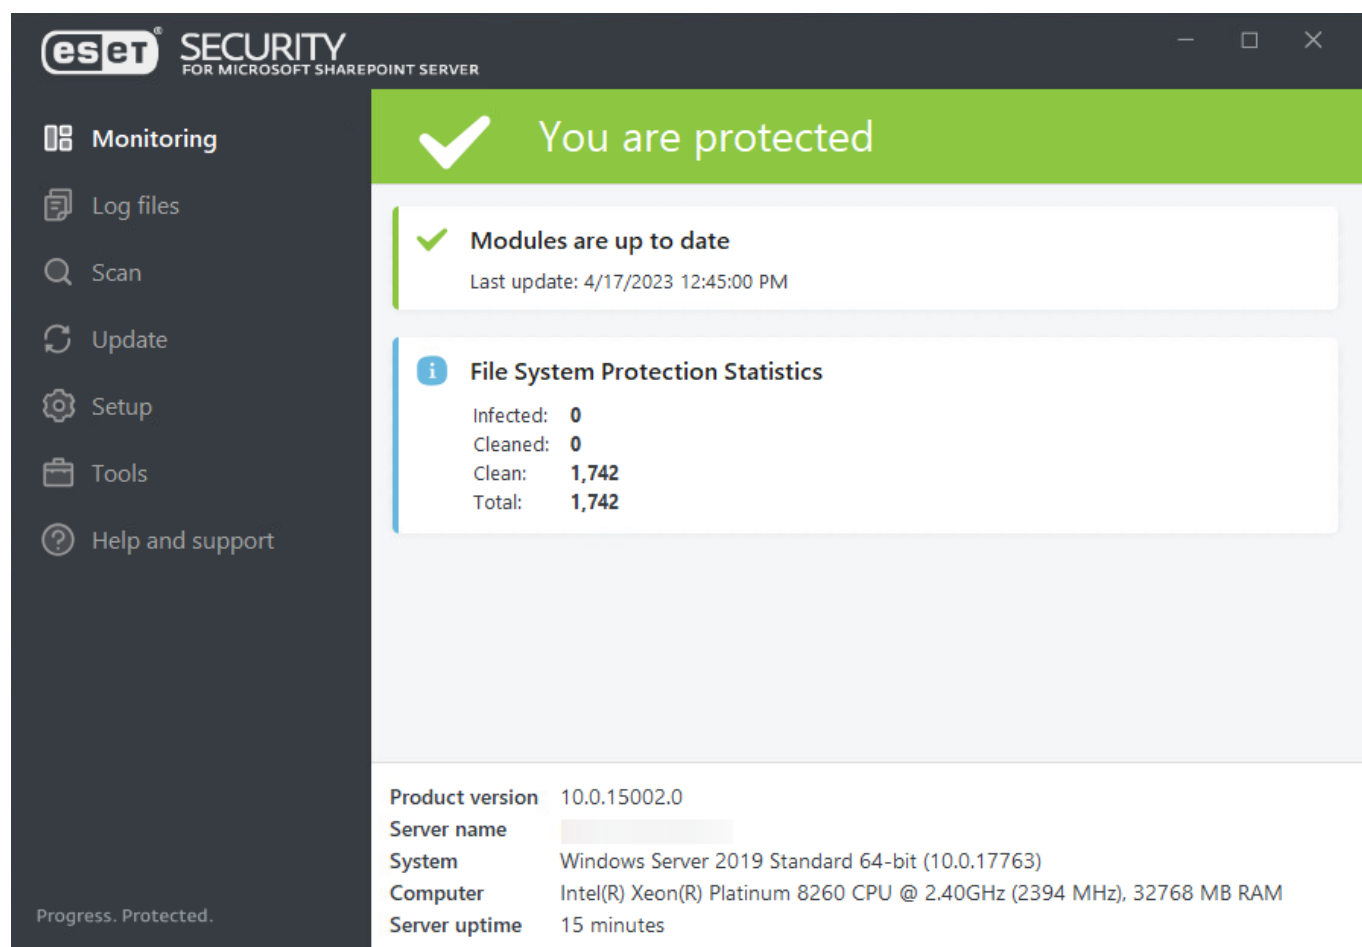 eset® SECURITY
FOR MICROSOFT SHAREPOINT SERVER
Monitoring
Log files
Scan
Update
Setup
Tools
Help and support
Progress. Protected.
You are protected
Modules are up to date
Last update: 4/17/2023 12:45:00 PM
i
File System Protection Statistics
Infected: 0
Cleaned: 0
Clean: 1,742
Total: 1,742
Product version 10.0.15002.0
Server name
System Windows Server 2019 Standard 64-bit (10.0.17763)
Computer Intel(R) Xeon(R) Platinum 8260 CPU @ 2.40GHz (2394 MHz), 32768 MB RAM
Server uptime 15 minutes